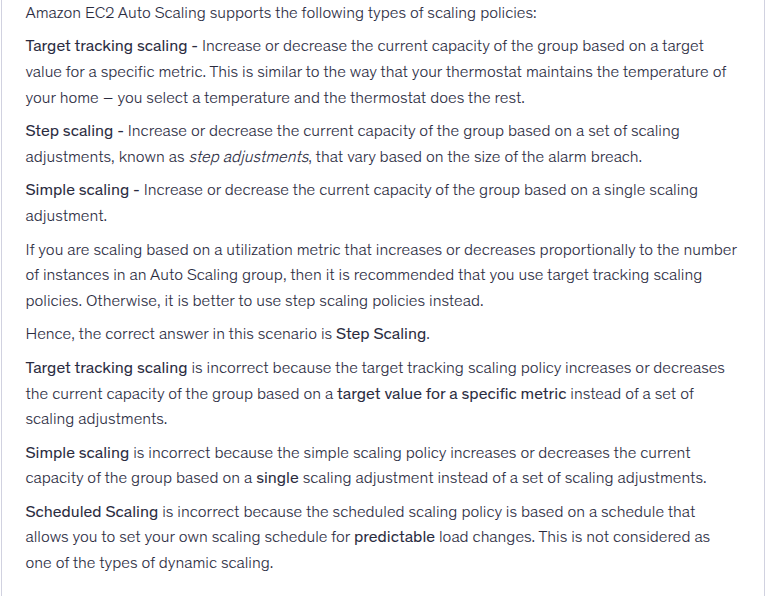 Amazon EC2 Auto Scaling supports the following types of scaling policies:
Target tracking scaling - Increase or decrease the current capacity of the group based on a target
value for a specific metric. This is similar to the way that your thermostat maintains the temperature of
your home – you select a temperature and the thermostat does the rest.
Step scaling - Increase or decrease the current capacity of the group based on a set of scaling
adjustments, known as step adjustments, that vary based on the size of the alarm breach.
Simple scaling - Increase or decrease the current capacity of the group based on a single scaling
adjustment.
If you are scaling based on a utilization metric that increases or decreases proportionally to the number
of instances in an Auto Scaling group, then it is recommended that you use target tracking scaling
policies. Otherwise, it is better to use step scaling policies instead.
Hence, the correct answer in this scenario is Step Scaling.
Target tracking scaling is incorrect because the target tracking scaling policy increases or decreases
the current capacity of the group based on a target value for a specific metric instead of a set of
scaling adjustments.
Simple scaling is incorrect because the simple scaling policy increases or decreases the current
capacity of the group based on a single scaling adjustment instead of a set of scaling adjustments.
Scheduled Scaling is incorrect because the scheduled scaling policy is based on a schedule that
allows you to set your own scaling schedule for predictable load changes. This is not considered as
one of the types of dynamic scaling.